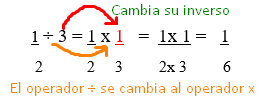 Cambia su inverso
1 ÷ 3 = 1 x 1 = 1x 1 = 1
2 2 3 2x 3 6
El operador ÷ se cambia al operador x